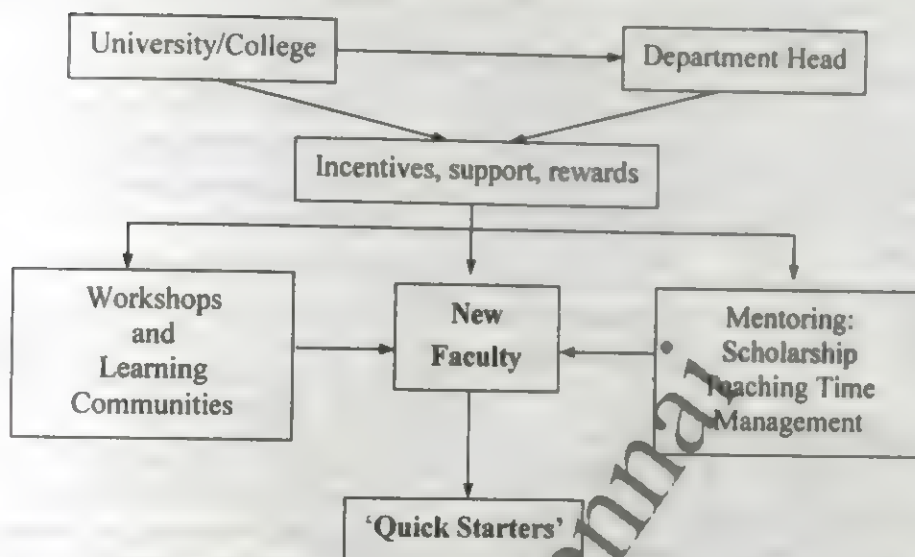 University/College
Department Head
Incentives, support, rewards
Workshops
and
Learning
Communities
New
Faculty
Mentoring:
Scholarship
Teaching Time
Management
'Quick Starters'